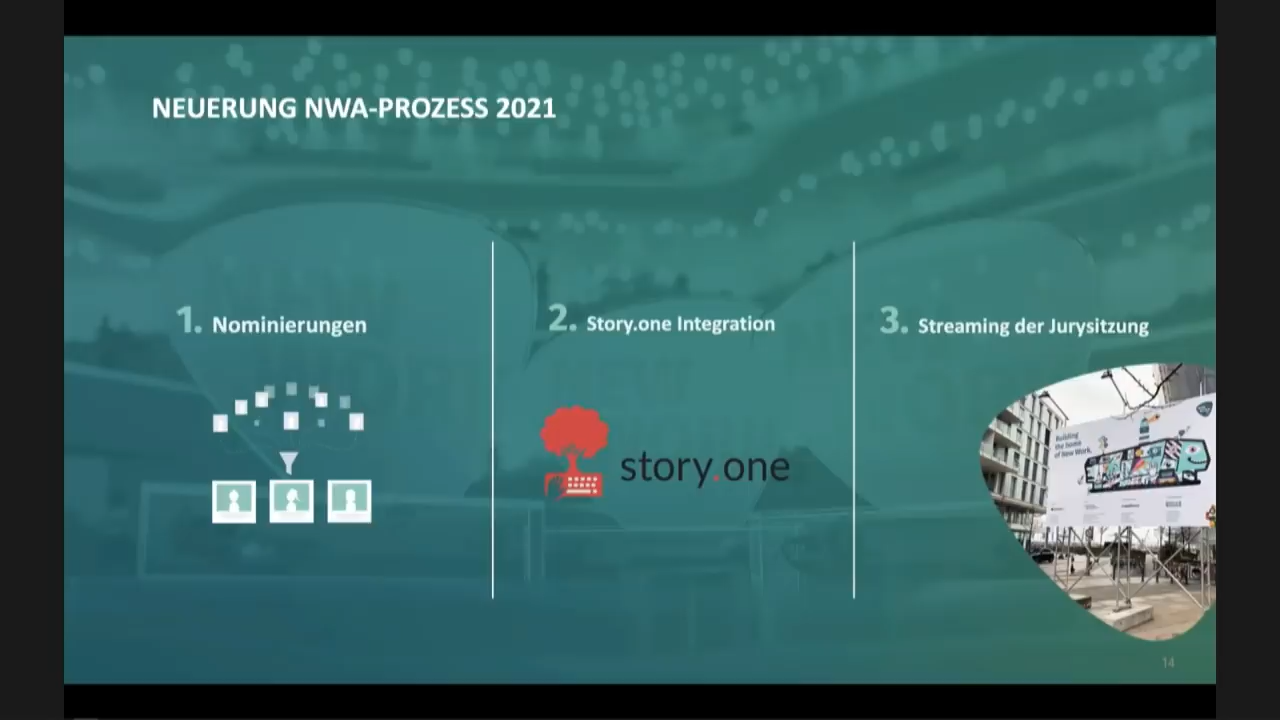 NEUERUNG NWA-PROZESS 2021
1. Nominierungen
2. Story.one Integration
3. Streaming der Jurysitzung
story.one
Building
the home
of New Work.
14